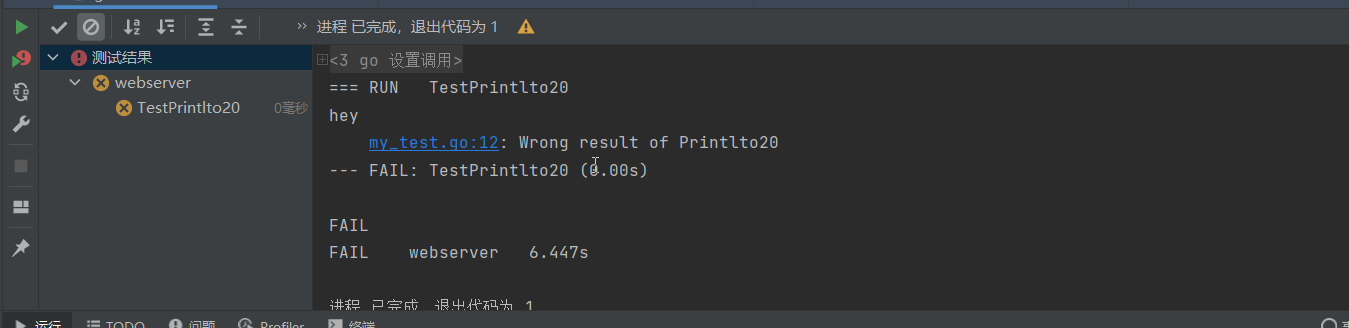 进程 已完成，退出代码为 1
测试结果
webserver
TestPrintlto20 0毫秒
<3 go 设置调用>
=== RUN   TestPrintlto20
hey
my_test.go:12: Wrong result of Printlto20
--- FAIL: TestPrintlto20 (0.00s)
FAIL
FAIL    webserver   6.447s
进程 已完成，退出代码为 1
运行 TODO 问题 Profiler 终端